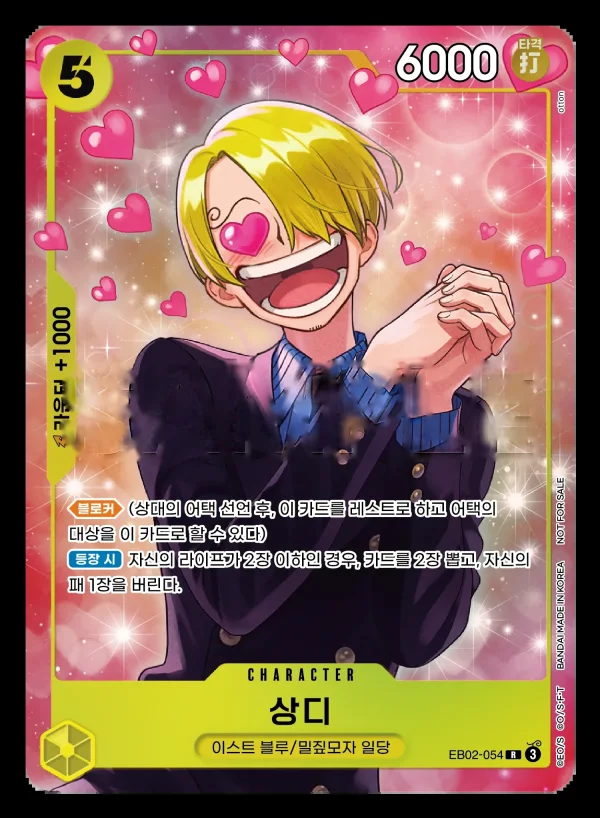 5
6000
타격
打
otton
카운터 +1000
블로커 (상대의 어택 선언 후, 이 카드를 레스트로 하고 어택의
대상을 이 카드로 할 수 있다)
등장 시 자신의 라이프가 2장 이하인 경우, 카드를 2장 뽑고, 자신의
패 1장을 버린다.
CHARACTER
상디
이스트 블루/밀짚모자 일당
EB02-054 R 3
©EO/S ©O/S·F·T BANDAI MADE IN KOREA NOT FOR SALE